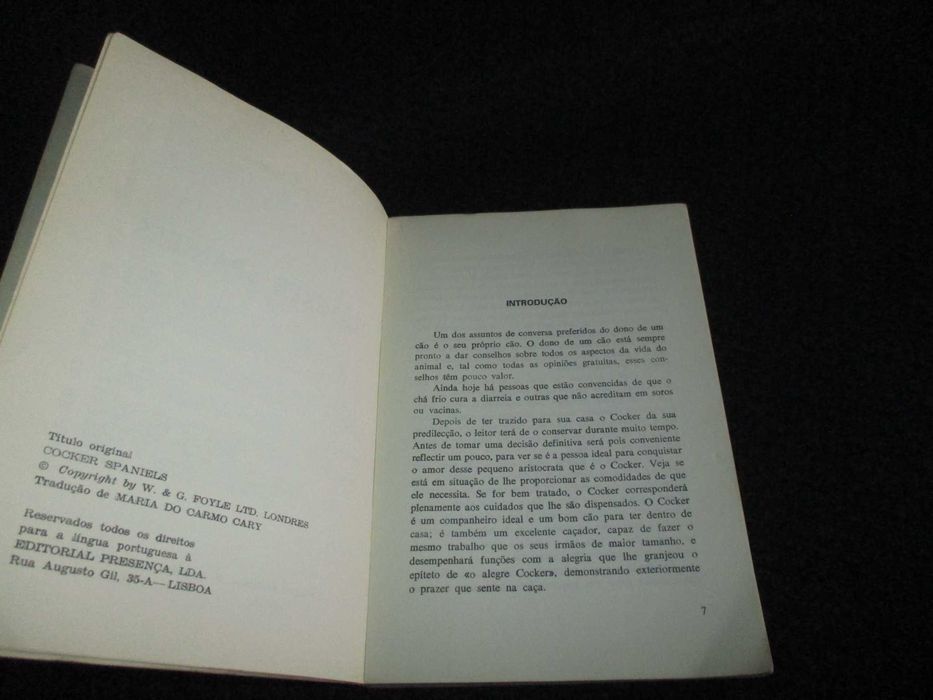 Título original
COCKER SPANIELS
© Copyright by W. & G. FOYLE LTD. LONDRES
Tradução de MARIA DO CARMO CARY
Reservados todos os direitos
para a língua portuguesa à
EDITORIAL PRESENÇA, LDA.
Rua Augusto Gil, 35-A — LISBOA
INTRODUÇÃO
Um dos assuntos de conversa preferidos do dono de um
cão é o seu próprio cão. O dono de um cão está sempre
pronto a dar conselhos sobre todos os aspectos da vida do
animal e, tal como todas as opiniões gratuitas, esses con-
selhos têm pouco valor.
Ainda hoje há pessoas que estão convencidas de que o
chá frio cura a diarreia e outras que não acreditam em soros
ou vacinas.
Depois de ter trazido para sua casa o Cocker da sua
predilecção, o leitor terá de o conservar durante muito tempo.
Antes de tomar uma decisão definitiva será pois conveniente
reflectir um pouco, para ver se é a pessoa ideal para conquistar
o amor desse pequeno aristocrata que é o Cocker. Veja se
está em situação de lhe proporcionar as comodidades de que
ele necessita. Se for bem tratado, o Cocker corresponderá
plenamente aos cuidados que lhe são dispensados. O Cocker
é um companheiro ideal e um bom cão para ter dentro de
casa; é também um excelente caçador, capaz de fazer o
mesmo trabalho que os seus irmãos de maior tamanho, e
desempenhará funções com a alegria que lhe granjeou o
epíteto de «o alegre Cocker», demonstrando exteriormente
o prazer que sente na caça.
7